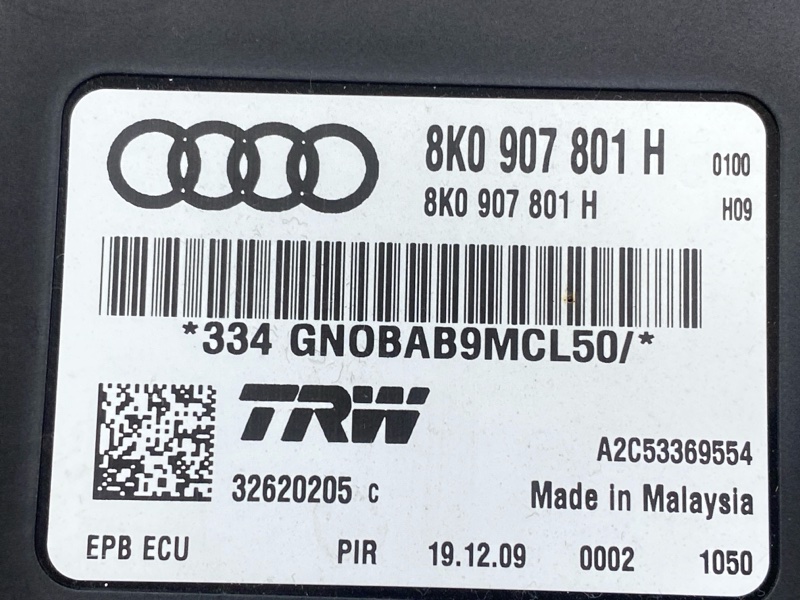 8K0 907 801 H 0100
8K0 907 801 H H09
*334 GNOBAB9MCL50/*
TRW
A2C53369554
32620205 C
Made in Malaysia
EPB ECU PIR 19.12.09 0002 1050